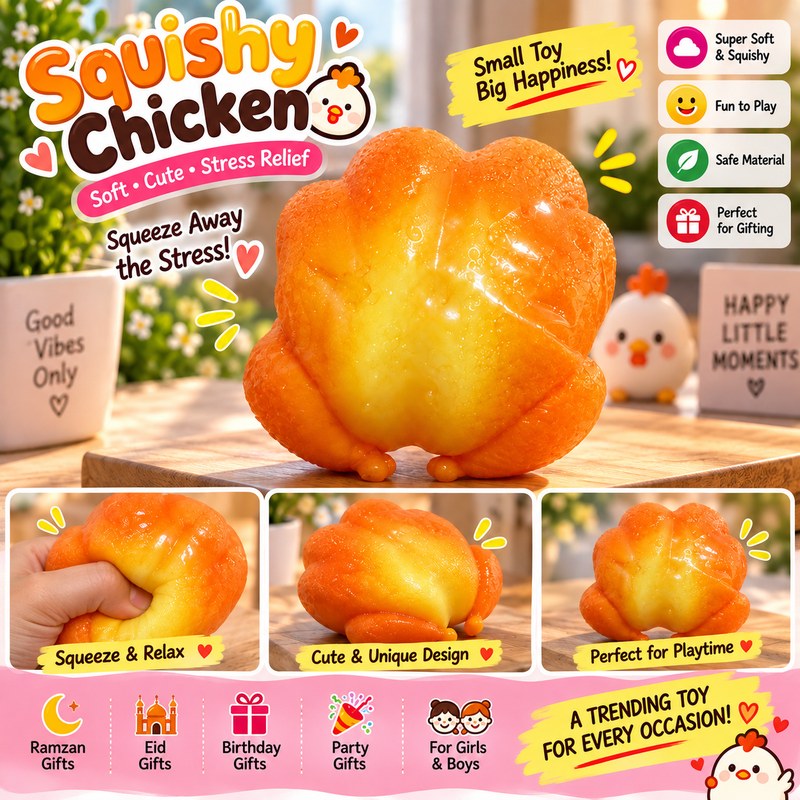 Squishy
Chicken
Soft • Cute • Stress Relief
Squeeze Away
the Stress!
Small Toy
Big Happiness!
Super Soft
& Squishy
Fun to Play
Safe Material
Perfect
for Gifting
Good
Vibes
Only
HAPPY
LITTLE
MOMENTS
Squeeze & Relax
Cute & Unique Design
Perfect for Playtime
Ramzan
Gifts
Eid
Gifts
Birthday
Gifts
Party
Gifts
For Girls
& Boys
A TRENDING TOY
FOR EVERY OCCASION!